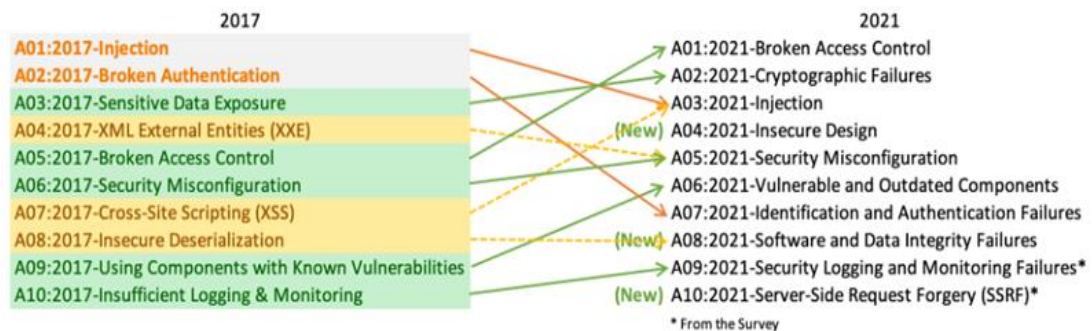 2017
2021
A01:2017-Injection
A02:2017-Broken Authentication
A03:2017-Sensitive Data Exposure
A04:2017-XML External Entities (XXE)
A05:2017-Broken Access Control
A06:2017-Security Misconfiguration
A07:2017-Cross-Site Scripting (XSS)
A08:2017-Insecure Deserialization
A09:2017-Using Components with Known Vulnerabilities
A10:2017-Insufficient Logging & Monitoring
A01:2021-Broken Access Control
A02:2021-Cryptographic Failures
A03:2021-Injection
(New) A04:2021-Insecure Design
A05:2021-Security Misconfiguration
A06:2021-Vulnerable and Outdated Components
A07:2021-Identification and Authentication Failures
(New) A08:2021-Software and Data Integrity Failures
A09:2021-Security Logging and Monitoring Failures*
(New) A10:2021-Server-Side Request Forgery (SSRF)*
* From the Survey